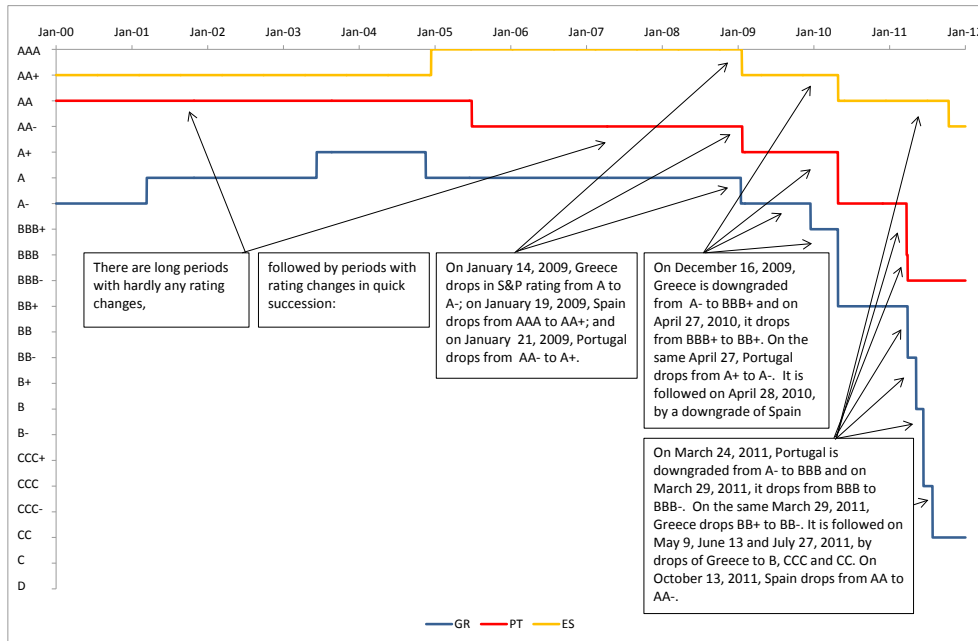 Jan-00 Jan-01 Jan-02 Jan-03 Jan-04 Jan-05 Jan-06 Jan-07 Jan-08 Jan-09 Jan-10 Jan-11 Jan-12
AAA
AA+
AA
AA-
A+
A
A-
BBB+
BBB
BBB-
BB+
BB
BB-
B+
B
B-
CCC+
CCC
CCC-
CC
C
D
There are long periods
with hardly any rating
changes,
followed by periods with
rating changes in quick
succession:
On January 14, 2009, Greece
drops in S&P rating from A to
A-; on January 19, 2009, Spain
drops from AAA to AA+; and
on January 21, 2009, Portugal
drops from AA- to A+.
On December 16, 2009,
Greece is downgraded
from A- to BBB+ and on
April 27, 2010, it drops
from BBB+ to BB+. On the
same April 27, Portugal
drops from A+ to A-. It is
followed on April 28, 2010,
by a downgrade of Spain
On March 24, 2011, Portugal is
downgraded from A- to BBB and on
March 29, 2011, it drops from BBB to
BBB-. On the same March 29, 2011,
Greece drops BB+ to BB-. It is followed on
May 9, June 13 and July 27, 2011, by
drops of Greece to B, CCC and CC. On
October 13, 2011, Spain drops from AA to
AA-.
GR PT ES